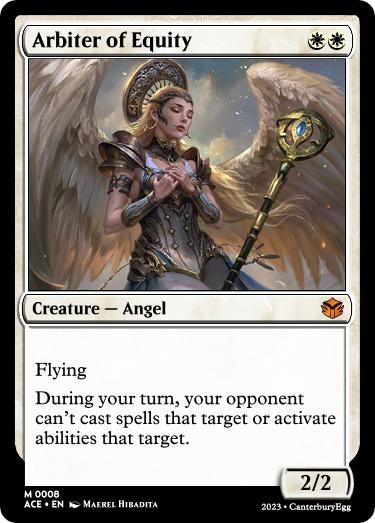 Arbiter of Equity
Creature — Angel
Flying
During your turn, your opponent
can't cast spells that target or activate
abilities that target.
2/2
M 0008
ACE • EN Maerel Hibadita
2023 • CanterburyEgg